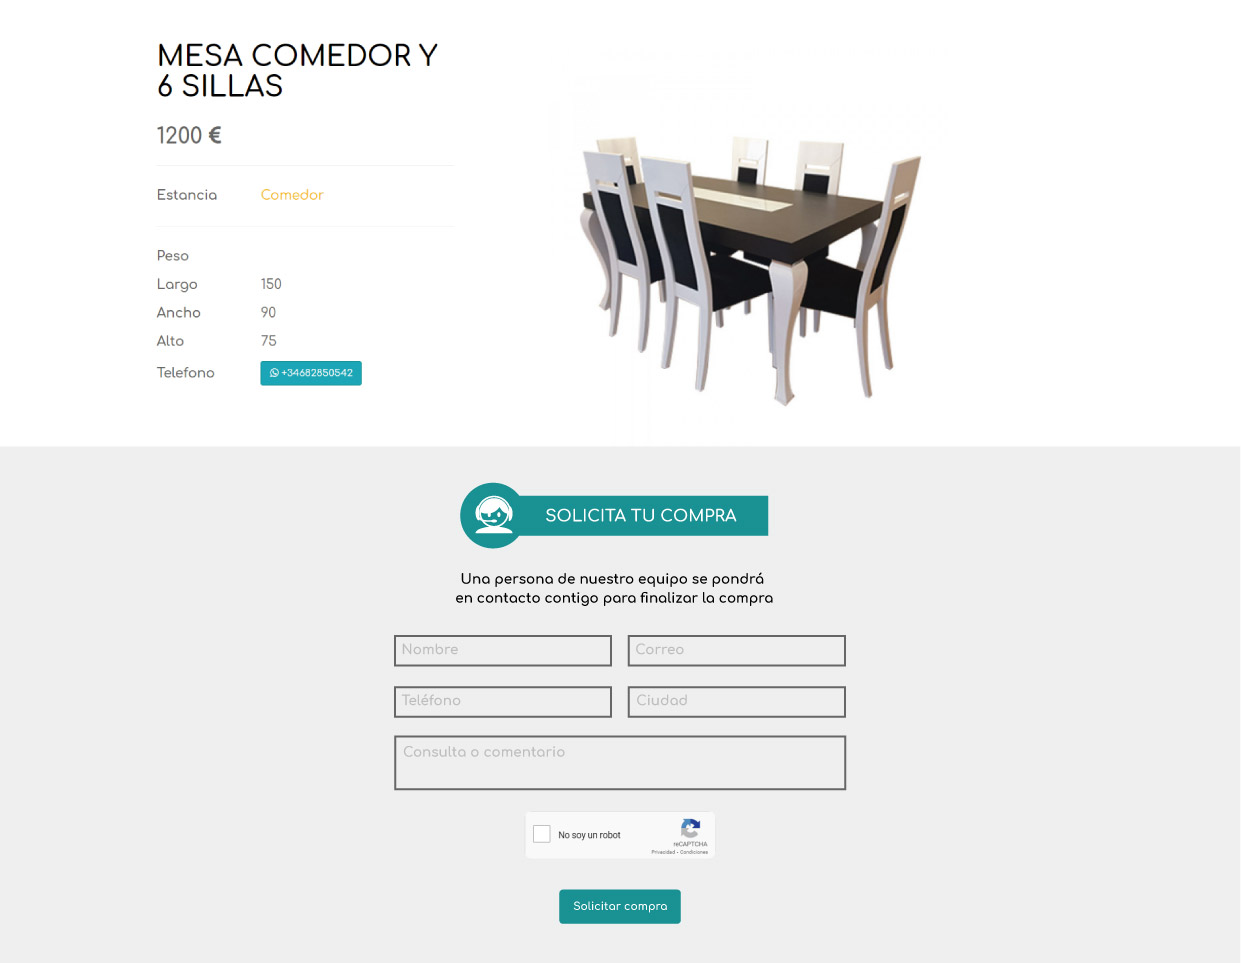 MESA COMEDOR Y
6 SILLAS
1200 €
Estancia Comedor
Peso
Largo 150
Ancho 90
Alto 75
Telefono +34682850542
SOLICITA TU COMPRA
Una persona de nuestro equipo se pondrá
en contacto contigo para finalizar la compra
Nombre Correo
Teléfono Ciudad
Consulta o comentario
No soy un robot
reCAPTCHA
Privacidad - Condiciones
Solicitar compra